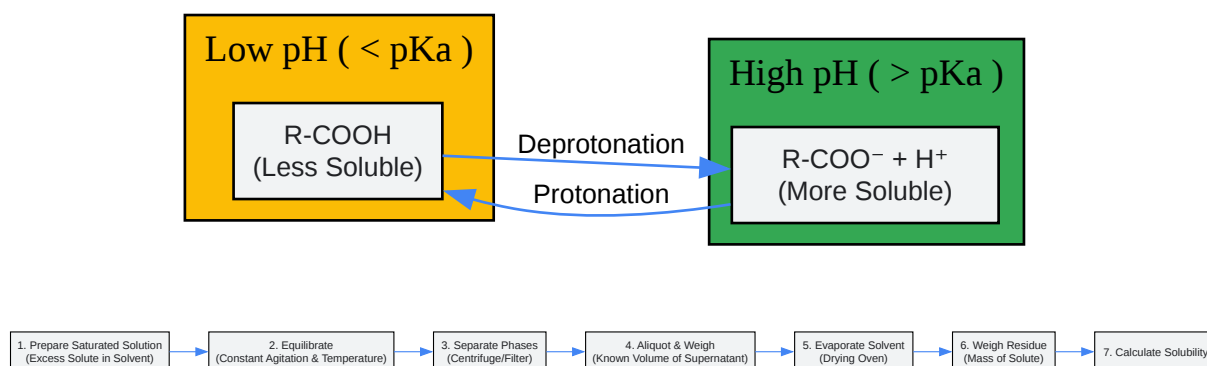 Low pH ( < pKa )
R-COOH
(Less Soluble)
Deprotonation
Protonation
High pH ( > pKa )
R-COO⁻ + H⁺
(More Soluble)
1. Prepare Saturated Solution
(Excess Solute in Solvent)
2. Equilibrate
(Constant Agitation & Temperature)
3. Separate Phases
(Centrifuge/Filter)
4. Aliquot & Weigh
(Known Volume of Supernatant)
5. Evaporate Solvent
(Drying Oven)
6. Weigh Residue
(Mass of Solute)
7. Calculate Solubility